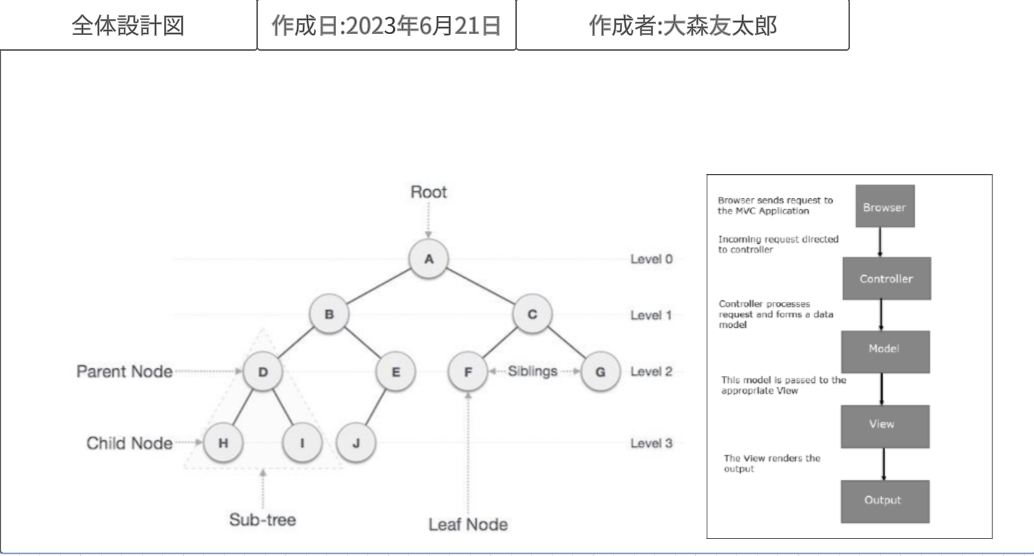 全体設計図
作成日:2023年6月21日
作成者:大森友太郎
Root
A
Level 0
B
C
Level 1
Parent Node
D
E
F
Siblings
G
Level 2
Child Node
H
I
J
Level 3
Sub-tree
Leaf Node
Browser sends request to
the MVC Application
Browser
Incoming request directed
to controller
Controller
Controller processes
request and forms a data
model
Model
This model is passed to the
appropriate View
View
The View renders the
output
Output